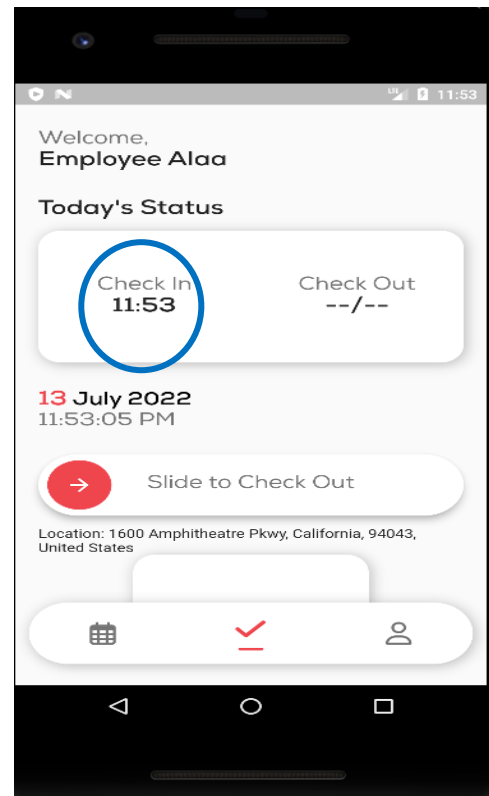 LTE 11:53
Welcome,
Employee Alaa
Today's Status
Check In Check Out
11:53 --/--
13 July 2022
11:53:05 PM
Slide to Check Out
Location: 1600 Amphitheatre Pkwy, California, 94043,
United States